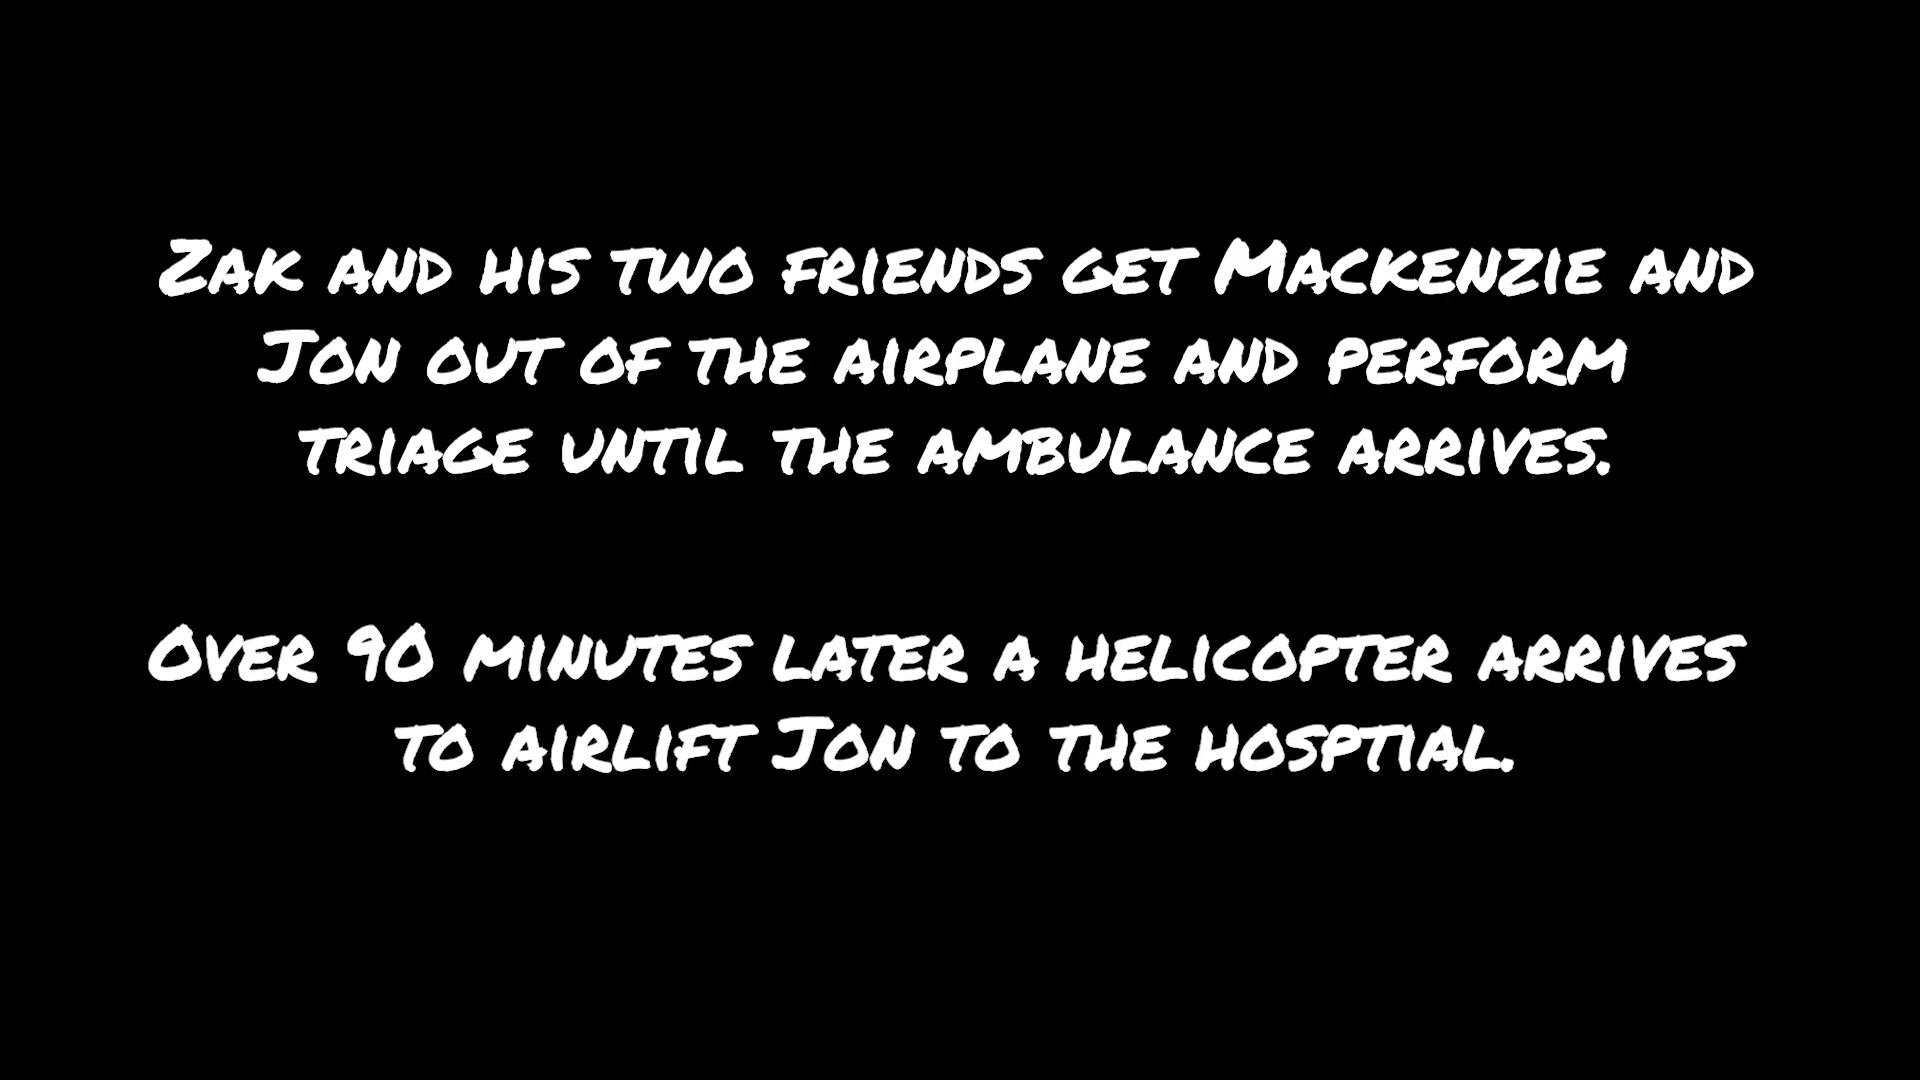 Zak and his two friends get Mackenzie and
Jon out of the airplane and perform
triage until the ambulance arrives.
Over 90 minutes later a helicopter arrives
to airlift Jon to the hosptial.